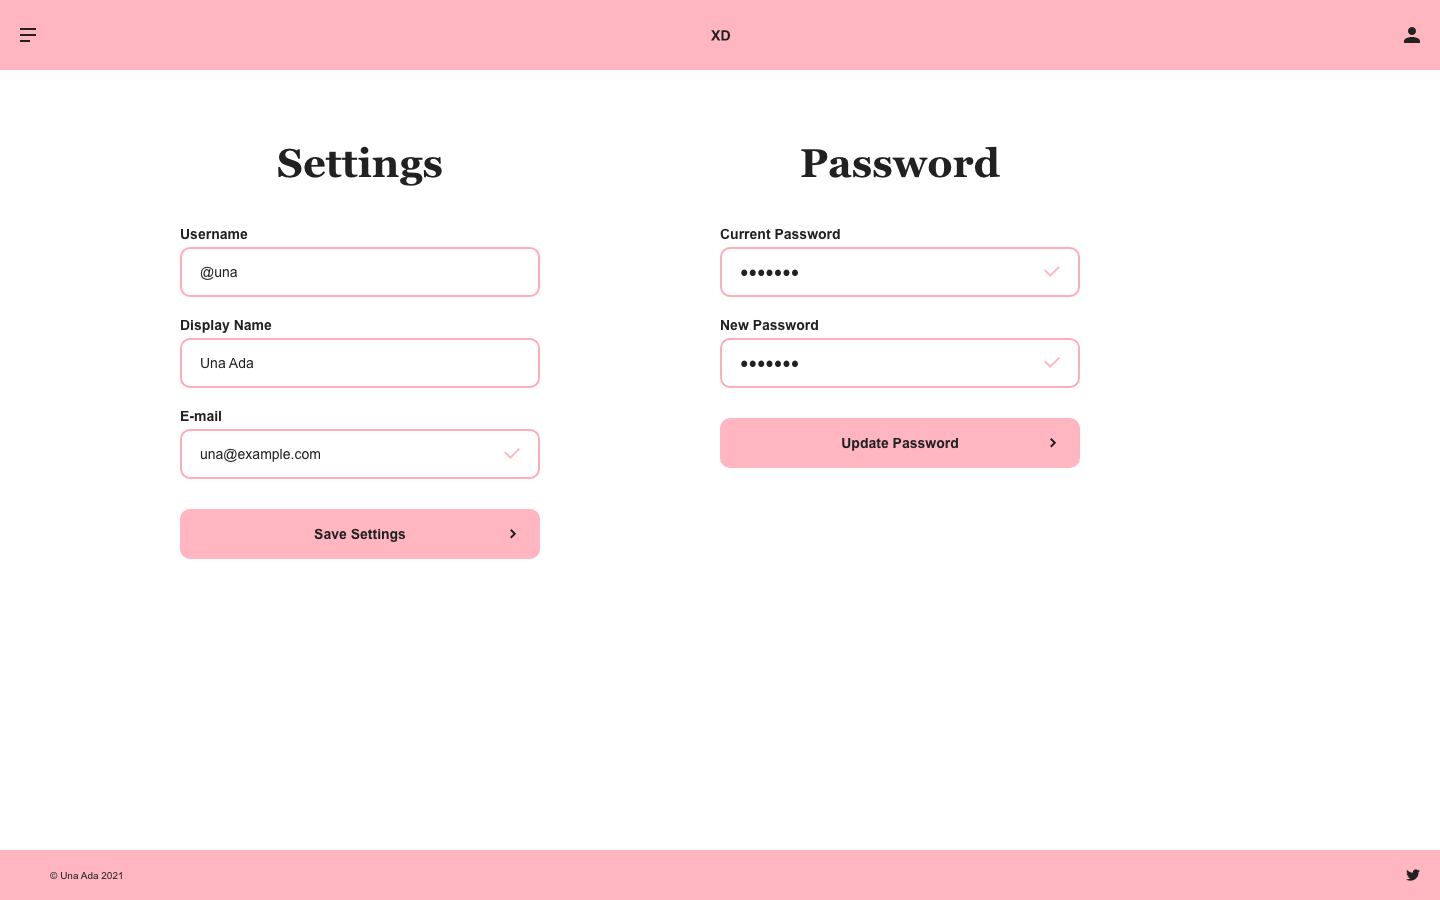 XD
Settings
Username
@una
Display Name
Una Ada
E-mail
una@example.com
Save Settings
Password
Current Password
•••••••
New Password
•••••••
Update Password
© Una Ada 2021